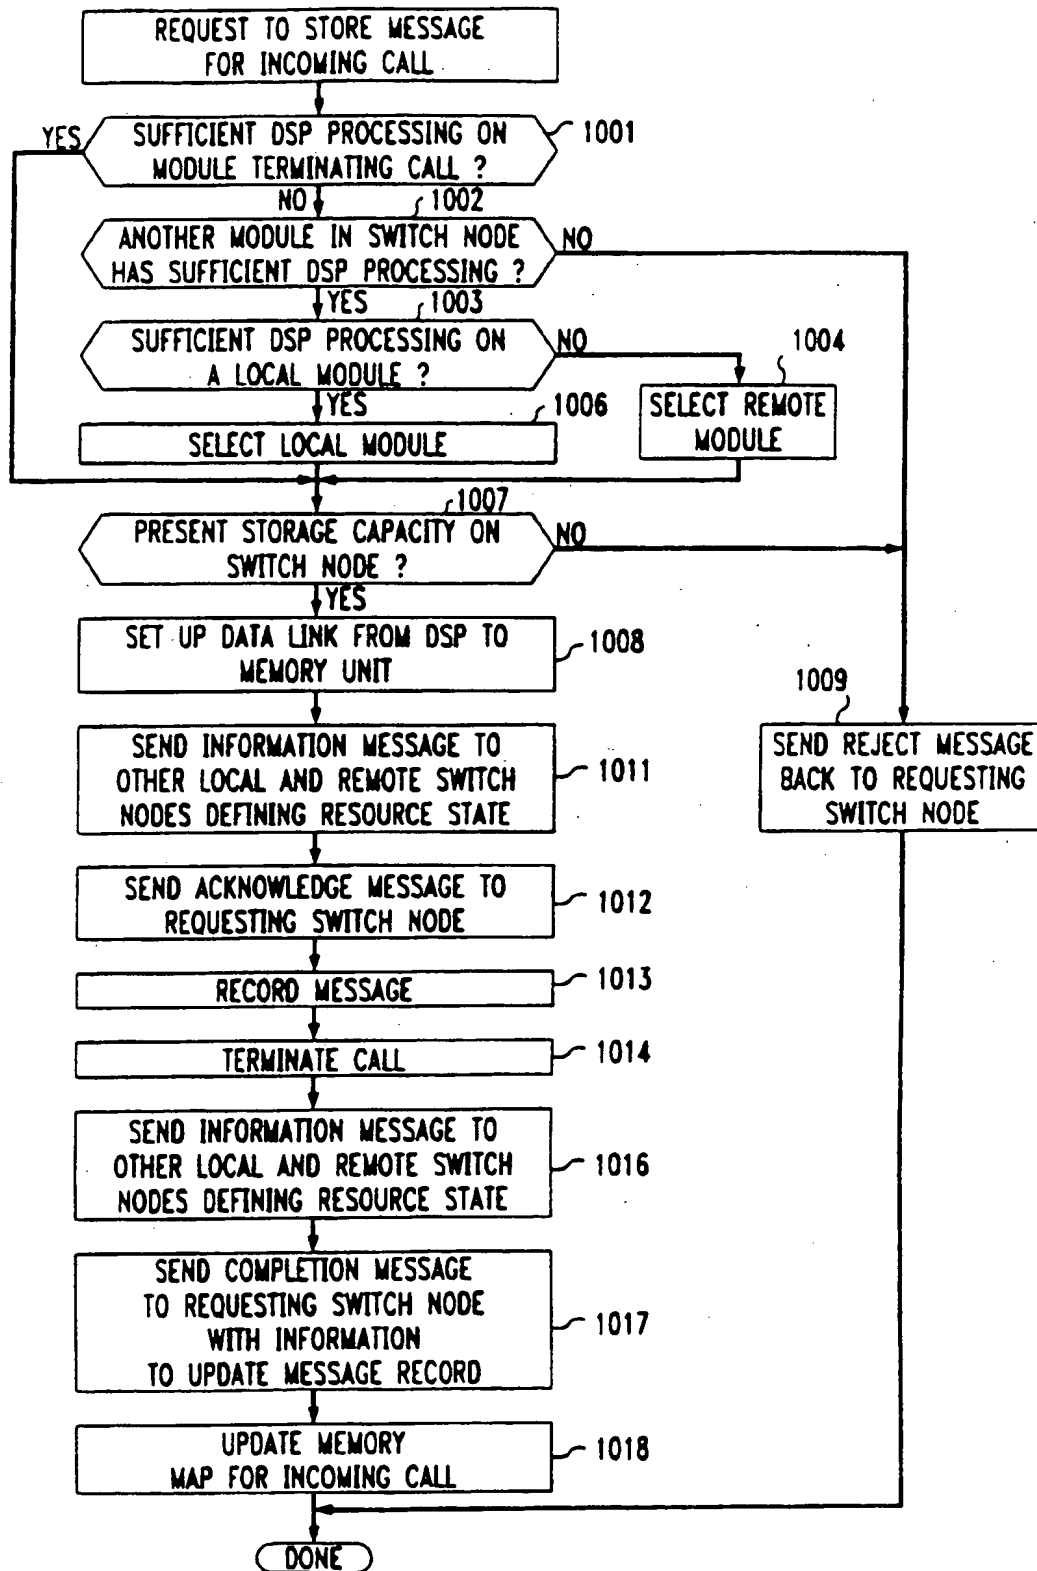 REQUEST TO STORE MESSAGE
FOR INCOMING CALL
YES
SUFFICIENT DSP PROCESSING ON
MODULE TERMINATING CALL ?
1001
NO
1002
ANOTHER MODULE IN SWITCH NODE
HAS SUFFICIENT DSP PROCESSING ?
NO
YES
1003
SUFFICIENT DSP PROCESSING ON
A LOCAL MODULE ?
NO
1004
YES
1006
SELECT REMOTE
MODULE
SELECT LOCAL MODULE
1007
PRESENT STORAGE CAPACITY ON
SWITCH NODE ?
NO
YES
SET UP DATA LINK FROM DSP TO
MEMORY UNIT
1008
1009
SEND INFORMATION MESSAGE TO
OTHER LOCAL AND REMOTE SWITCH
NODES DEFINING RESOURCE STATE
1011
SEND REJECT MESSAGE
BACK TO REQUESTING
SWITCH NODE
SEND ACKNOWLEDGE MESSAGE TO
REQUESTING SWITCH NODE
1012
RECORD MESSAGE
1013
TERMINATE CALL
1014
SEND INFORMATION MESSAGE TO
OTHER LOCAL AND REMOTE SWITCH
NODES DEFINING RESOURCE STATE
1016
SEND COMPLETION MESSAGE
TO REQUESTING SWITCH NODE
WITH INFORMATION
TO UPDATE MESSAGE RECORD
1017
UPDATE MEMORY
MAP FOR INCOMING CALL
1018
DONE